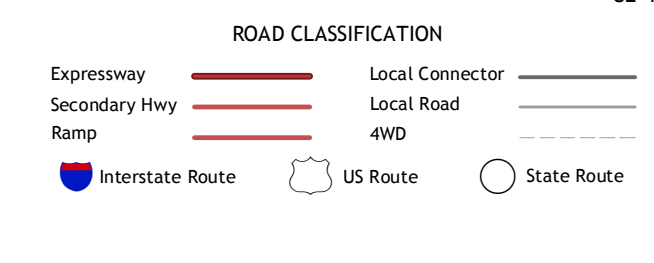 ROAD CLASSIFICATION
Expressway
Local Connector
Secondary Hwy
Local Road
Ramp
4WD
Interstate Route
US Route
State Route